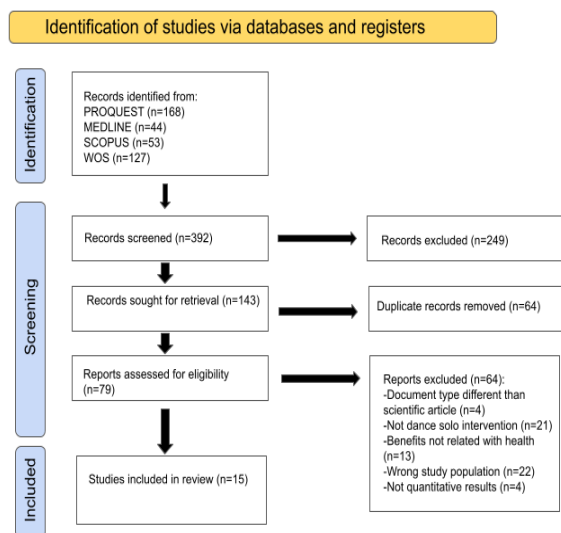 Identification of studies via databases and registers
Identification
Records identified from:
PROQUEST (n=168)
MEDLINE (n=44)
SCOPUS (n=53)
WOS (n=127)
Screening
Records screened (n=392)
Records excluded (n=249)
Records sought for retrieval (n=143)
Duplicate records removed (n=64)
Reports assessed for eligibility
(n=79)
Reports excluded (n=64):
-Document type different than
scientific article (n=4)
-Not dance solo intervention (n=21)
-Benefits not related with health
(n=13)
-Wrong study population (n=22)
-Not quantitative results (n=4)
Included
Studies included in review (n=15)